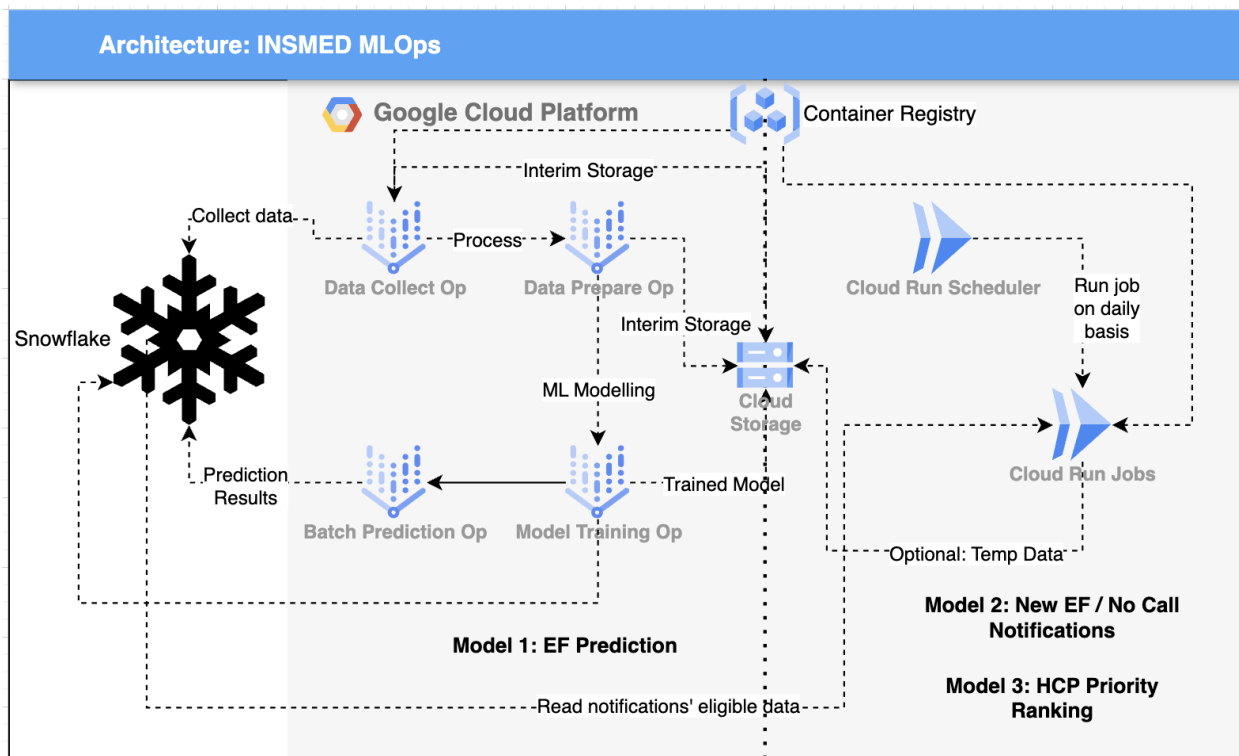 Architecture: INSMED MLOps
Google Cloud Platform
Container Registry
Interim Storage
Collect data
Process
Data Collect Op
Data Prepare Op
Cloud Run Scheduler
Run job
on daily
basis
Snowflake
Interim Storage
ML Modelling
Cloud
Storage
Prediction
Results
Trained Model
Cloud Run Jobs
Batch Prediction Op
Model Training Op
Optional: Temp Data
Model 1: EF Prediction
Model 2: New EF / No Call
Notifications
Model 3: HCP Priority
Ranking
Read notifications' eligible data